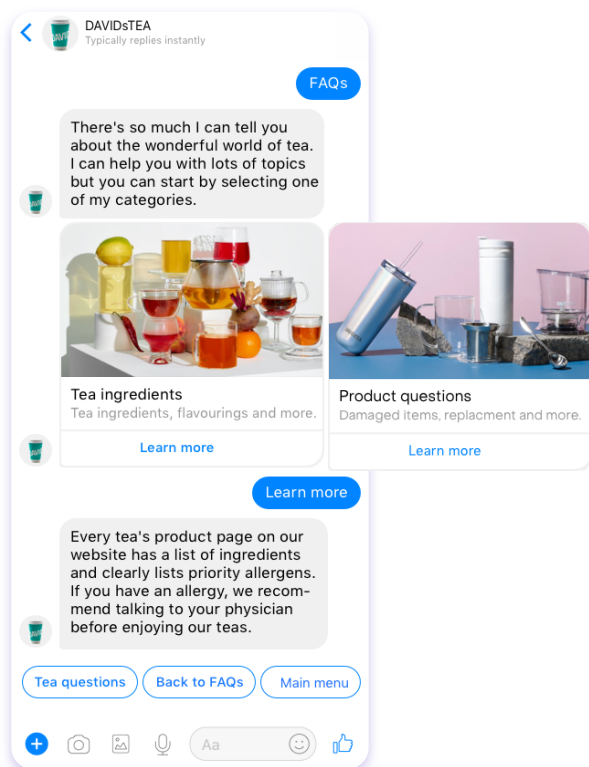 DAVIDsTEA
Typically replies instantly
FAQs
There's so much I can tell you
about the wonderful world of tea.
I can help you with lots of topics
but you can start by selecting one
of my categories.
Tea ingredients
Tea ingredients, flavourings and more.
Learn more
Product questions
Damaged items, replacment and more.
Learn more
Learn more
Every tea's product page on our
website has a list of ingredients
and clearly lists priority allergens.
If you have an allergy, we recom-
mend talking to your physician
before enjoying our teas.
Tea questions
Back to FAQs
Main menu
Aa